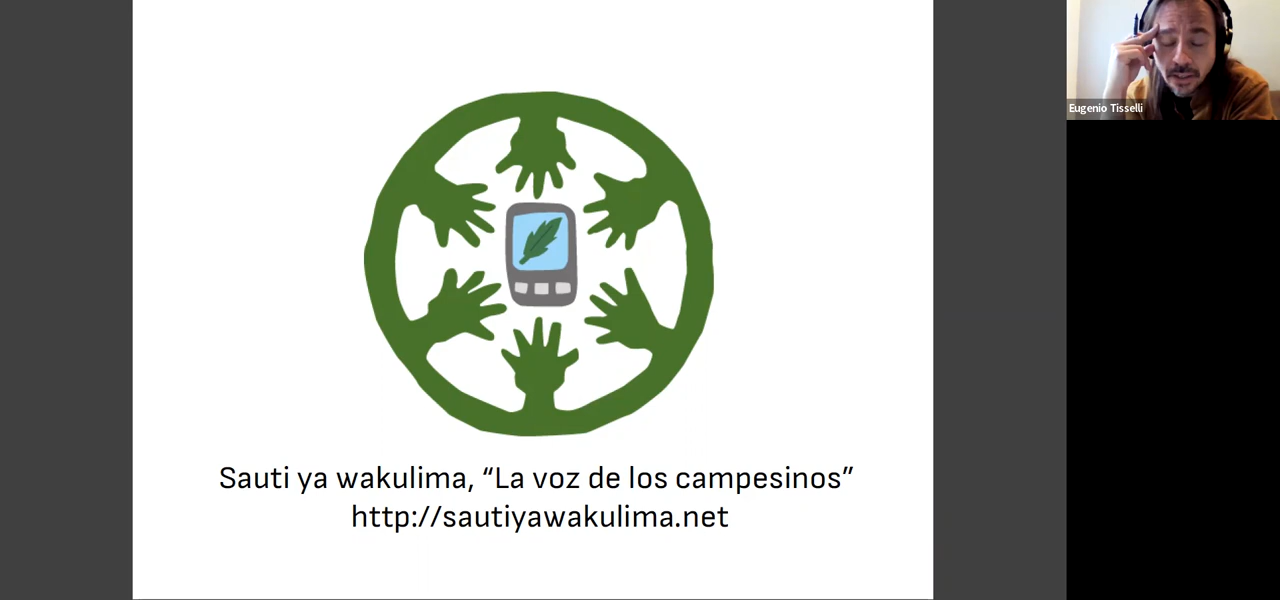 Eugenio Tisselli
Sauti ya wakulima, “La voz de los campesinos”
http://sautiyawakulima.net